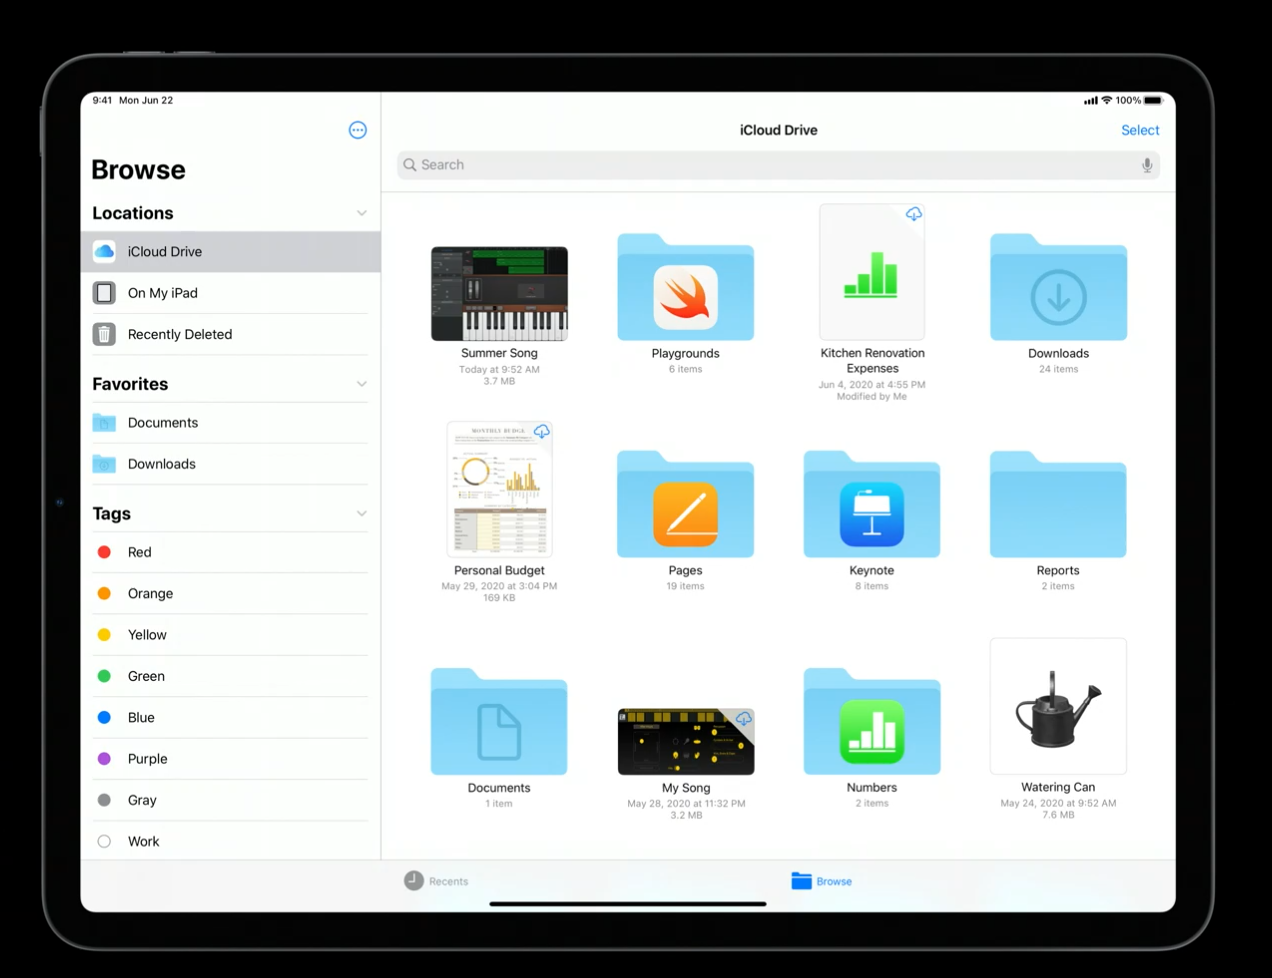 9:41 Mon Jun 22
100%
Browse
Locations
iCloud Drive
On My iPad
Recently Deleted
Favorites
Documents
Downloads
Tags
Red
Orange
Yellow
Green
Blue
Purple
Gray
Work
iCloud Drive
Select
Search
Summer Song
Today at 9:52 AM
3.7 MB
Playgrounds
6 items
Kitchen Renovation
Expenses
Jun 4, 2020 at 4:55 PM
Modified by Me
Downloads
24 items
MONTHLY BUDGE
Personal Budget
May 29, 2020 at 3:04 PM
169 KB
Pages
19 items
Keynote
8 items
Reports
2 items
Documents
1 item
My Song
May 28, 2020 at 11:32 PM
3.2 MB
Numbers
2 items
Watering Can
May 24, 2020 at 9:52 AM
7.6 MB
Recents
Browse